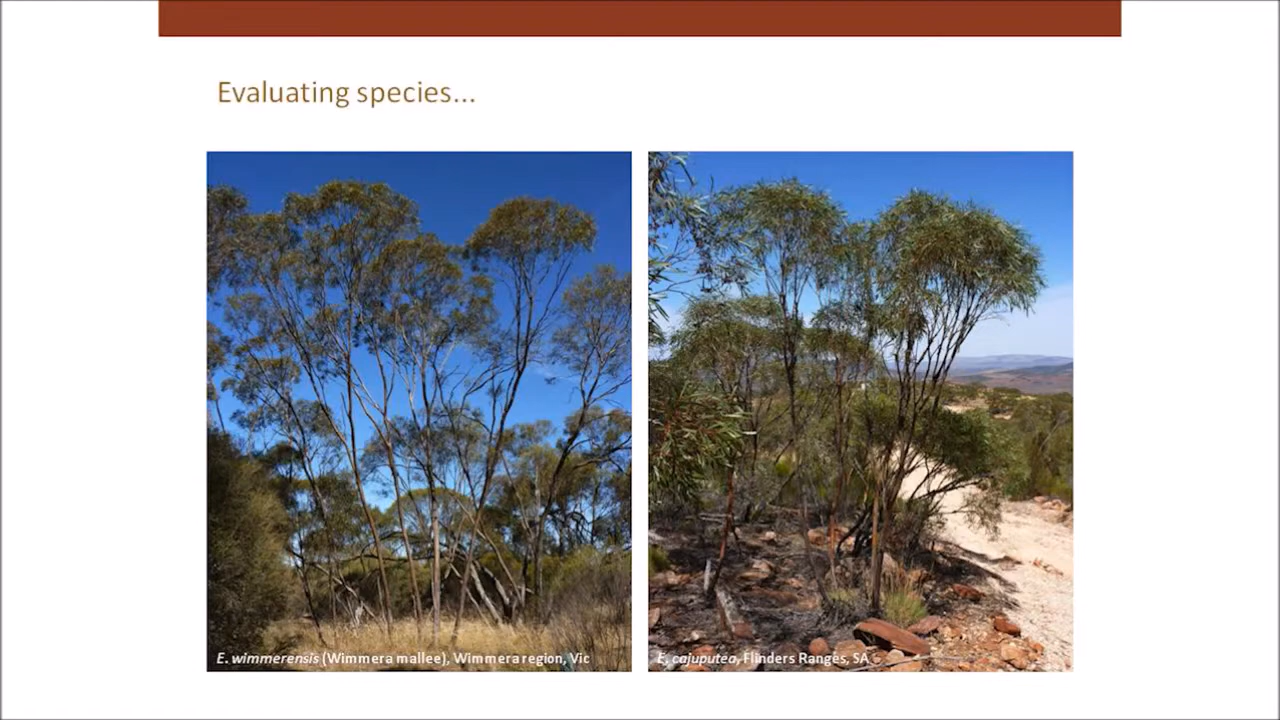 Evaluating species...
E. wimmerensis (Wimmera mallee), Wimmera region, Vic
E. cajuputea, Flinders Ranges, SA